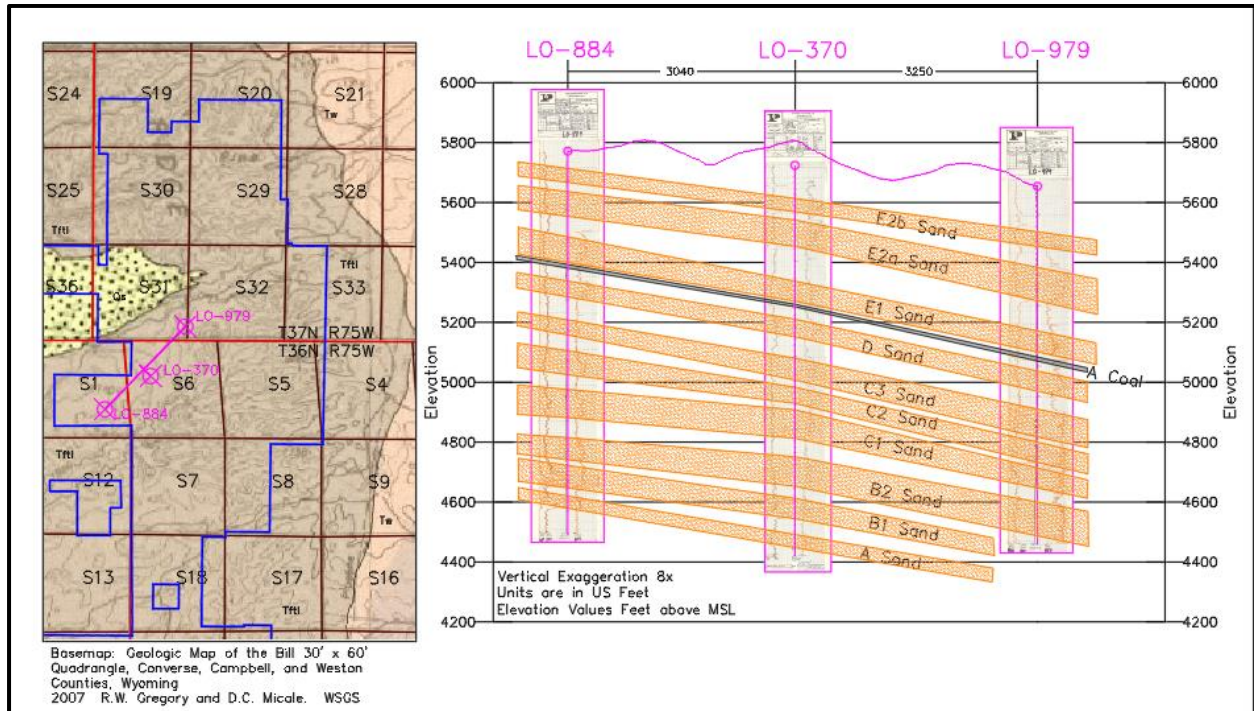 S24
S19
S20
S21
Tw
S25
S30
S29
S28
Tftl
S36
S31
Qs
S32
Tftl
S33
LO-979
T37N R75W
T36N R75W
LO-370
S1
S6
S5
S4
LO-884
Tftl
S12
S7
S8
S9
Tw
S13
S18
S17
S16
Tftl
Basemap: Geologic Map of the Bill 30' x 60'
Quadrangle, Converse, Campbell, and Weston
Counties, Wyoming
2007 R.W. Gregory and D.C. Micale. WSGS
LO-884
LO-370
LO-979
3040
3250
6000
6000
5800
5800
5600
5600
5400
5400
5200
5200
5000
5000
4800
4800
4600
4600
4400
4400
4200
4200
Elevation
Elevation
E2b Sand
E2a Sand
E1 Sand
A Coal
D Sand
C3 Sand
C2 Sand
C1 Sand
B2 Sand
B1 Sand
A Sand
Vertical Exaggeration 8x
Units are in US Feet
Elevation Values Feet above MSL